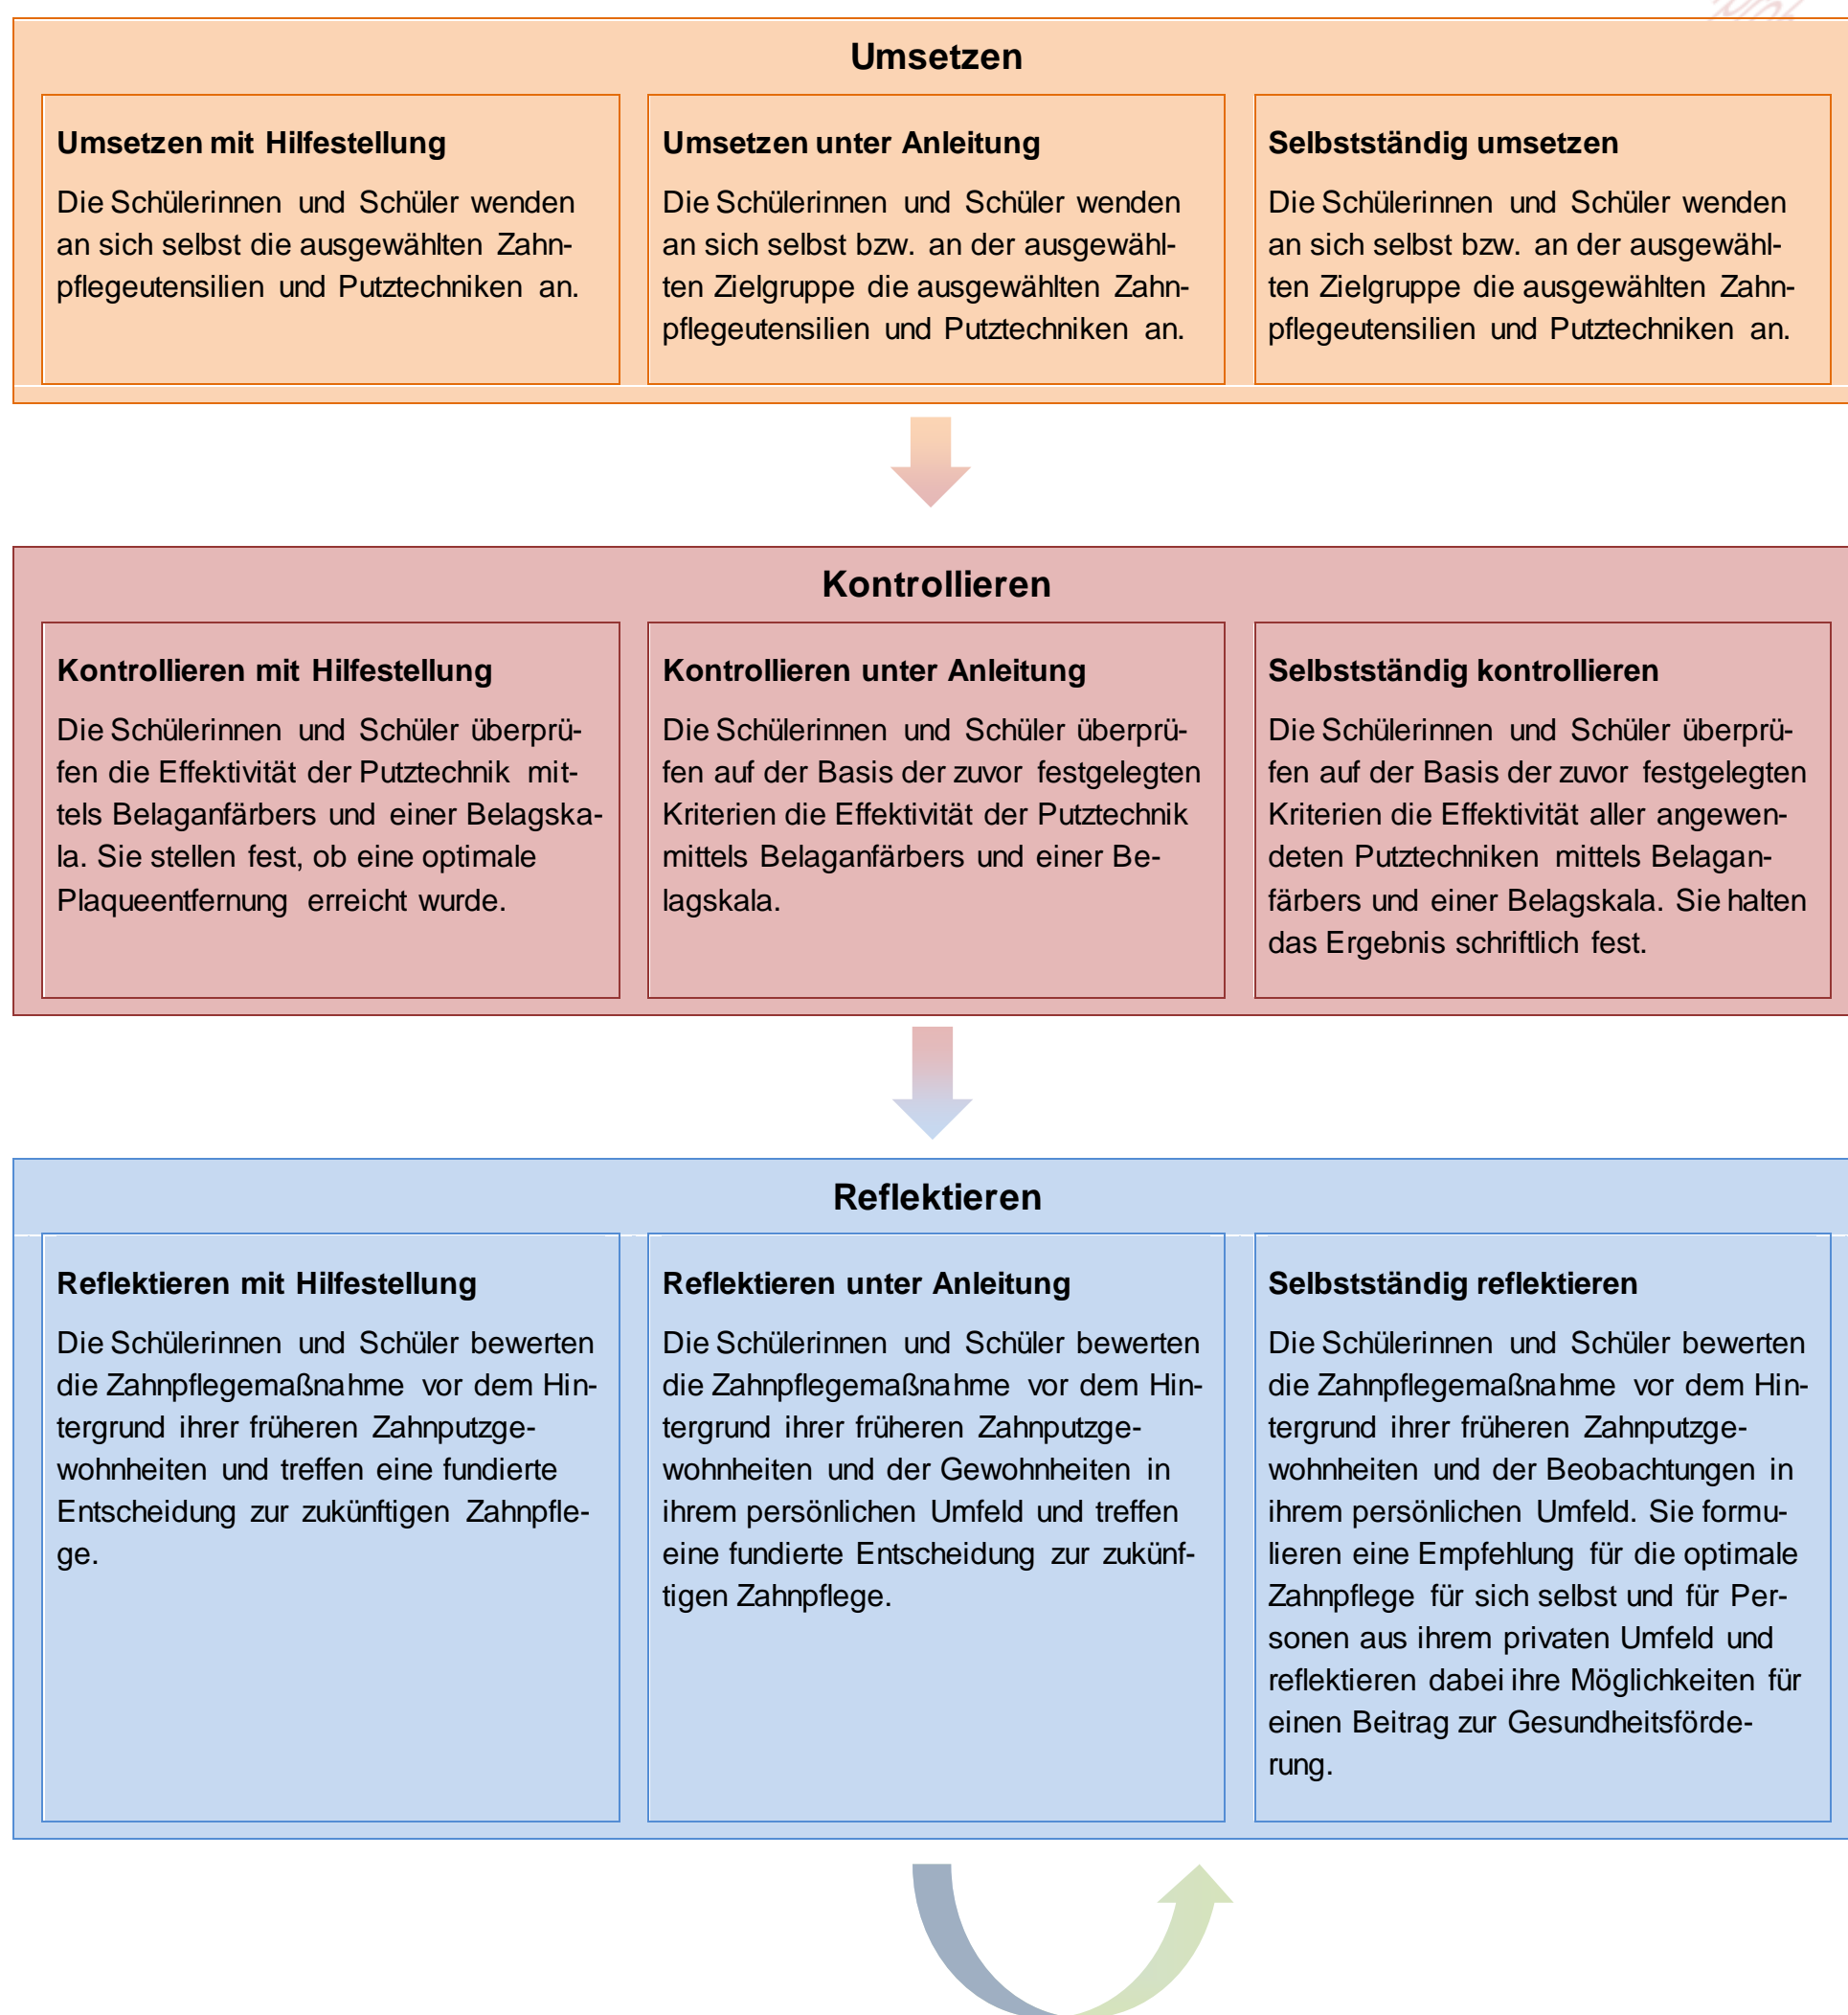 Umsetzen
Umsetzen mit Hilfestellung
Die Schülerinnen und Schüler wenden
an sich selbst die ausgewählten Zahn-
pflegeutensilien und Putztechniken an.
Umsetzen unter Anleitung
Die Schülerinnen und Schüler wenden
an sich selbst bzw. an der ausgewähl-
ten Zielgruppe die ausgewählten Zahn-
pflegeutensilien und Putztechniken an.
Selbstständig umsetzen
Die Schülerinnen und Schüler wenden
an sich selbst bzw. an der ausgewähl-
ten Zielgruppe die ausgewählten Zahn-
pflegeutensilien und Putztechniken an.
Kontrollieren
Kontrollieren mit Hilfestellung
Die Schülerinnen und Schüler überprü-
fen die Effektivität der Putztechnik mit-
tels Belaganfärbers und einer Belagska-
la. Sie stellen fest, ob eine optimale
Plaqueentfernung erreicht wurde.
Kontrollieren unter Anleitung
Die Schülerinnen und Schüler überprü-
fen auf der Basis der zuvor festgelegten
Kriterien die Effektivität der Putztechnik
mittels Belaganfärbers und einer Be-
lagskala.
Selbstständig kontrollieren
Die Schülerinnen und Schüler überprü-
fen auf der Basis der zuvor festgelegten
Kriterien die Effektivität aller angewen-
deten Putztechniken mittels Belagan-
färbers und einer Belagskala. Sie halten
das Ergebnis schriftlich fest.
Reflektieren
Reflektieren mit Hilfestellung
Die Schülerinnen und Schüler bewerten
die Zahnpflegemaßnahme vor dem Hin-
tergrund ihrer früheren Zahnputzge-
wohnheiten und treffen eine fundierte
Entscheidung zur zukünftigen Zahnpfle-
ge.
Reflektieren unter Anleitung
Die Schülerinnen und Schüler bewerten
die Zahnpflegemaßnahme vor dem Hin-
tergrund ihrer früheren Zahnputzge-
wohnheiten und der Gewohnheiten in
ihrem persönlichen Umfeld und treffen
eine fundierte Entscheidung zur zukünf-
tigen Zahnpflege.
Selbstständig reflektieren
Die Schülerinnen und Schüler bewerten
die Zahnpflegemaßnahme vor dem Hin-
tergrund ihrer früheren Zahnputzge-
wohnheiten und der Beobachtungen in
ihrem persönlichen Umfeld. Sie formu-
lieren eine Empfehlung für die optimale
Zahnpflege für sich selbst und für Per-
sonen aus ihrem privaten Umfeld und
reflektieren dabei ihre Möglichkeiten für
einen Beitrag zur Gesundheitsförde-
rung.